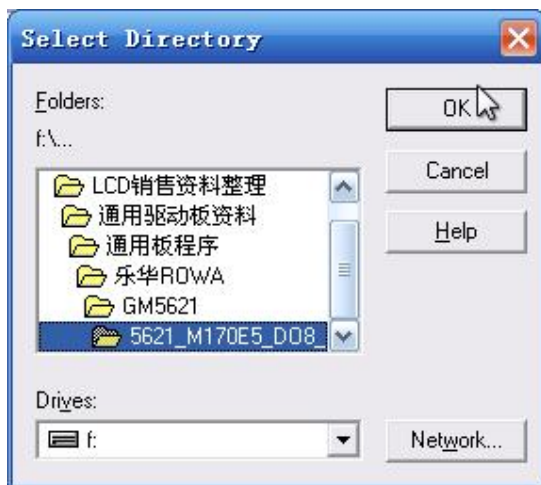 Select Directory
Folders:
f:\...
OK
Cancel
Help
LCD销售资料整理
通用驱动板资料
通用板程序
乐华ROWA
GM5621
5621_M170E5_DO8_
Drives:
f:
Network...